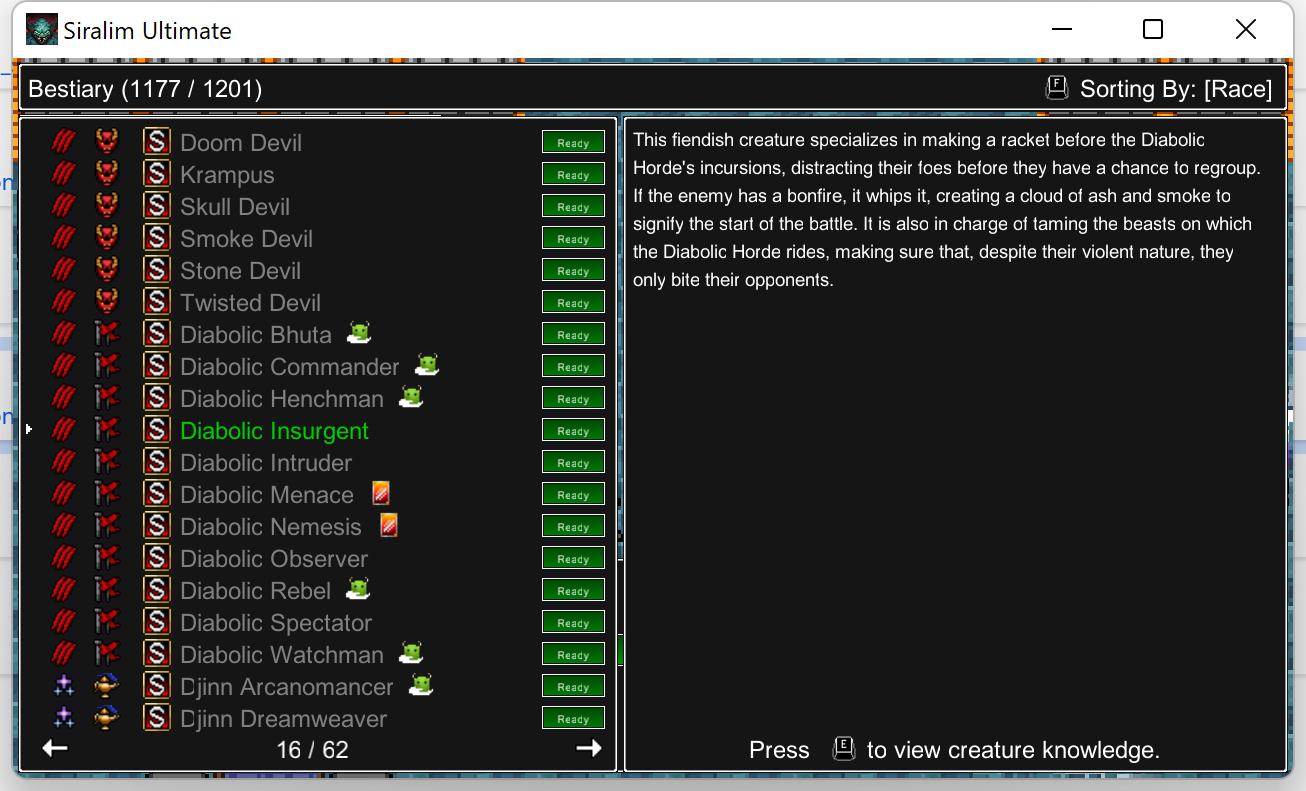 Siralim Ultimate
Bestiary (1177 / 1201)
F Sorting By: [Race]
S Doom Devil Ready
S Krampus Ready
S Skull Devil Ready
S Smoke Devil Ready
S Stone Devil Ready
S Twisted Devil Ready
S Diabolic Bhuta Ready
S Diabolic Commander Ready
S Diabolic Henchman Ready
S Diabolic Insurgent Ready
S Diabolic Intruder Ready
S Diabolic Menace Ready
S Diabolic Nemesis Ready
S Diabolic Observer Ready
S Diabolic Rebel Ready
S Diabolic Spectator Ready
S Diabolic Watchman Ready
S Djinn Arcanomancer Ready
S Djinn Dreamweaver Ready
16 / 62
This fiendish creature specializes in making a racket before the Diabolic
Horde's incursions, distracting their foes before they have a chance to regroup.
If the enemy has a bonfire, it whips it, creating a cloud of ash and smoke to
signify the start of the battle. It is also in charge of taming the beasts on which
the Diabolic Horde rides, making sure that, despite their violent nature, they
only bite their opponents.
Press E to view creature knowledge.